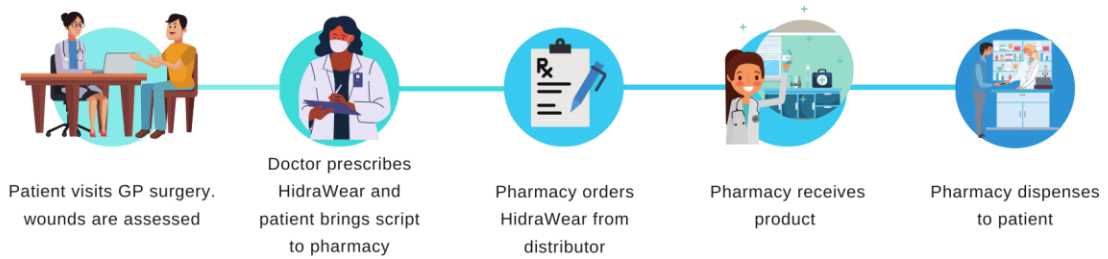 Patient visits GP surgery.
wounds are assessed
Doctor prescribes
HidraWear and
patient brings script
to pharmacy
Rx
Pharmacy orders
HidraWear from
distributor
Pharmacy receives
product
Pharmacy dispenses
to patient